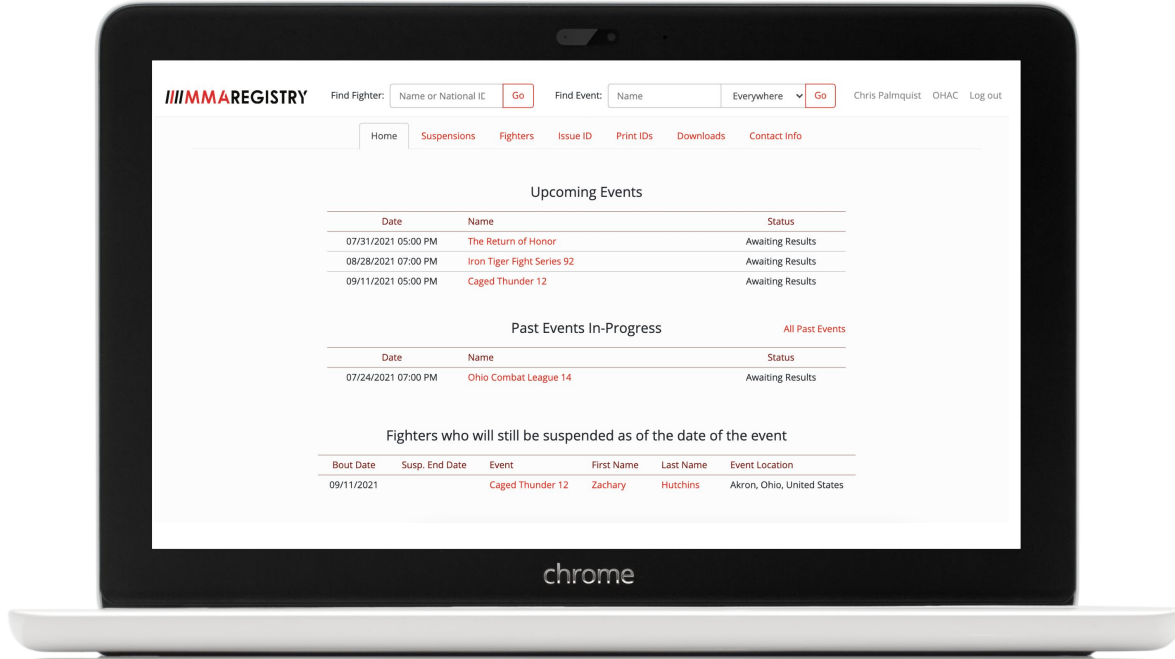 MMAREGISTRY Find Fighter: Name or National ID Go Find Event: Name Everywhere Go Chris Palmquist OHAC Log out
Home Suspensions Fighters Issue ID Print IDs Downloads Contact Info
Upcoming Events
Date Name Status
07/31/2021 05:00 PM The Return of Honor Awaiting Results
08/28/2021 07:00 PM Iron Tiger Fight Series 92 Awaiting Results
09/11/2021 05:00 PM Caged Thunder 12 Awaiting Results
Past Events In-Progress All Past Events
Date Name Status
07/24/2021 07:00 PM Ohio Combat League 14 Awaiting Results
Fighters who will still be suspended as of the date of the event
Bout Date Susp. End Date Event First Name Last Name Event Location
09/11/2021 Caged Thunder 12 Zachary Hutchins Akron, Ohio, United States
chrome